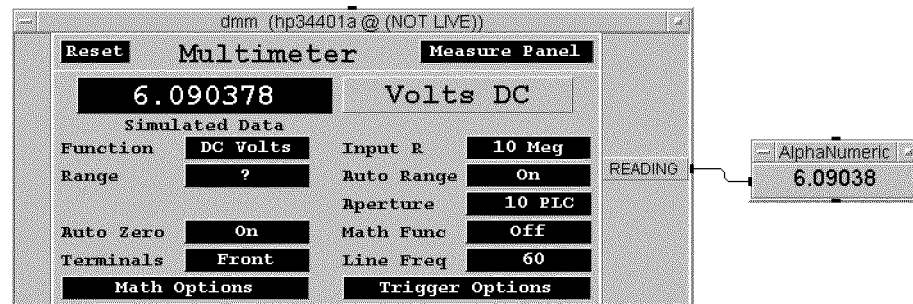 dmm (hp34401a @ (NOT LIVE))
Reset Multimeter Measure Panel
6.090378 Volts DC
Simulated Data
Function DC Volts Input R 10 Meg
Range ? Auto Range On
READING
Aperture 10 PLC
Auto Zero On Math Func Off
Terminals Front Line Freq 60
Math Options Trigger Options
AlphaNumeric
6.09038